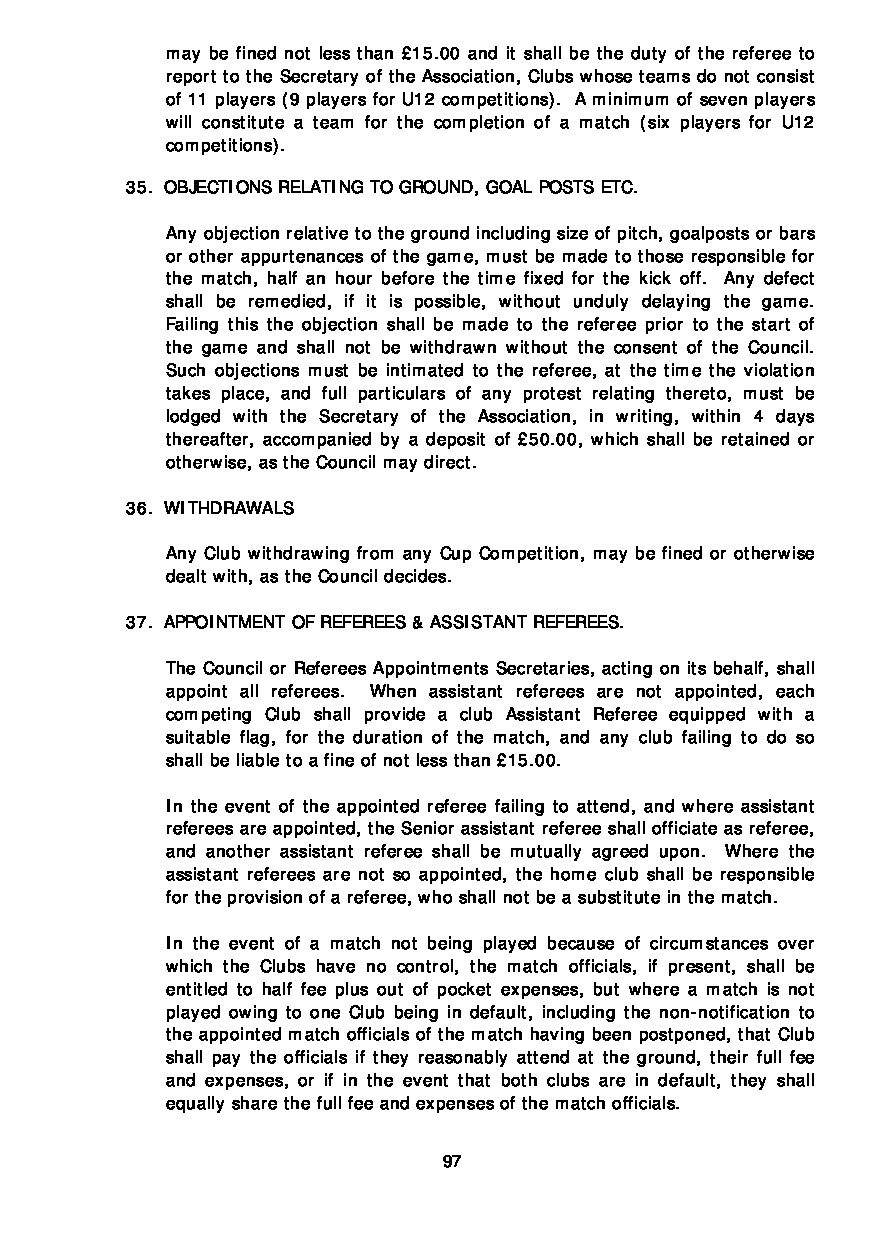 may be fined not less than £15.00 and it shall be the duty of the referee to
report to the Secretary of the Association, Clubs whose teams do not consist
of 11 players (9 players for U12 competitions). A minimum of seven players
will constitute a team for the completion of a match (six players for U12
competitions).
35. OBJECTIONS RELATING TO GROUND, GOAL POSTS ETC.
Any objection relative to the ground including size of pitch, goalposts or bars
or other appurtenances of the game, must be made to those responsible for
the match, half an hour before the time fixed for the kick off. Any defect
shall be remedied, if it is possible, without unduly delaying the game.
Failing this the objection shall be made to the referee prior to the start of
the game and shall not be withdrawn without the consent of the Council.
Such objections must be intimated to the referee, at the time the violation
takes place, and full particulars of any protest relating thereto, must be
lodged with the Secretary of the Association, in writing, within 4 days
thereafter, accompanied by a deposit of £50.00, which shall be retained or
otherwise, as the Council may direct.
36. WITHDRAWALS
Any Club withdrawing from any Cup Competition, may be fined or otherwise
dealt with, as the Council decides.
37. APPOINTMENT OF REFEREES & ASSISTANT REFEREES.
The Council or Referees Appointments Secretaries, acting on its behalf, shall
appoint all referees. When assistant referees are not appointed, each
competing Club shall provide a club Assistant Referee equipped with a
suitable flag, for the duration of the match, and any club failing to do so
shall be liable to a fine of not less than £15.00.
In the event of the appointed referee failing to attend, and where assistant
referees are appointed, the Senior assistant referee shall officiate as referee,
and another assistant referee shall be mutually agreed upon. Where the
assistant referees are not so appointed, the home club shall be responsible
for the provision of a referee, who shall not be a substitute in the match.
In the event of a match not being played because of circumstances over
which the Clubs have no control, the match officials, if present, shall be
entitled to half fee plus out of pocket expenses, but where a match is not
played owing to one Club being in default, including the non-notification to
the appointed match officials of the match having been postponed, that Club
shall pay the officials if they reasonably attend at the ground, their full fee
and expenses, or if in the event that both clubs are in default, they shall
equally share the full fee and expenses of the match officials.
97